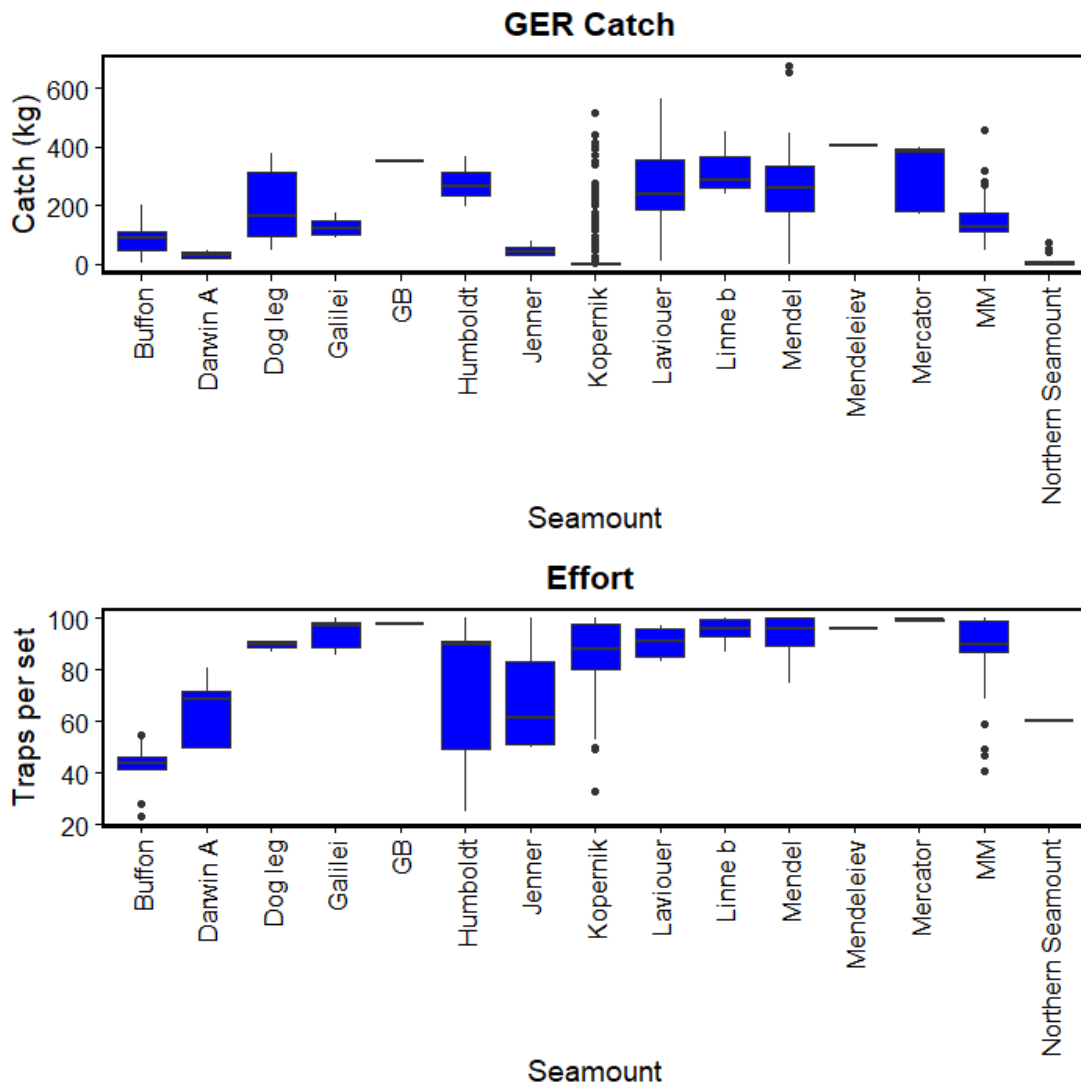 GER Catch
Catch (kg)
600
400
200
0
Buffon
Darwin A
Dog leg
Galilei
GB
Humboldt
Jenner
Kopernik
Laviouer
Linne b
Mendel
Mendeleiev
Mercator
MM
Northern Seamount
Seamount
Effort
Traps per set
100
80
60
40
20
Buffon
Darwin A
Dog leg
Galilei
GB
Humboldt
Jenner
Kopernik
Laviouer
Linne b
Mendel
Mendeleiev
Mercator
MM
Northern Seamount
Seamount